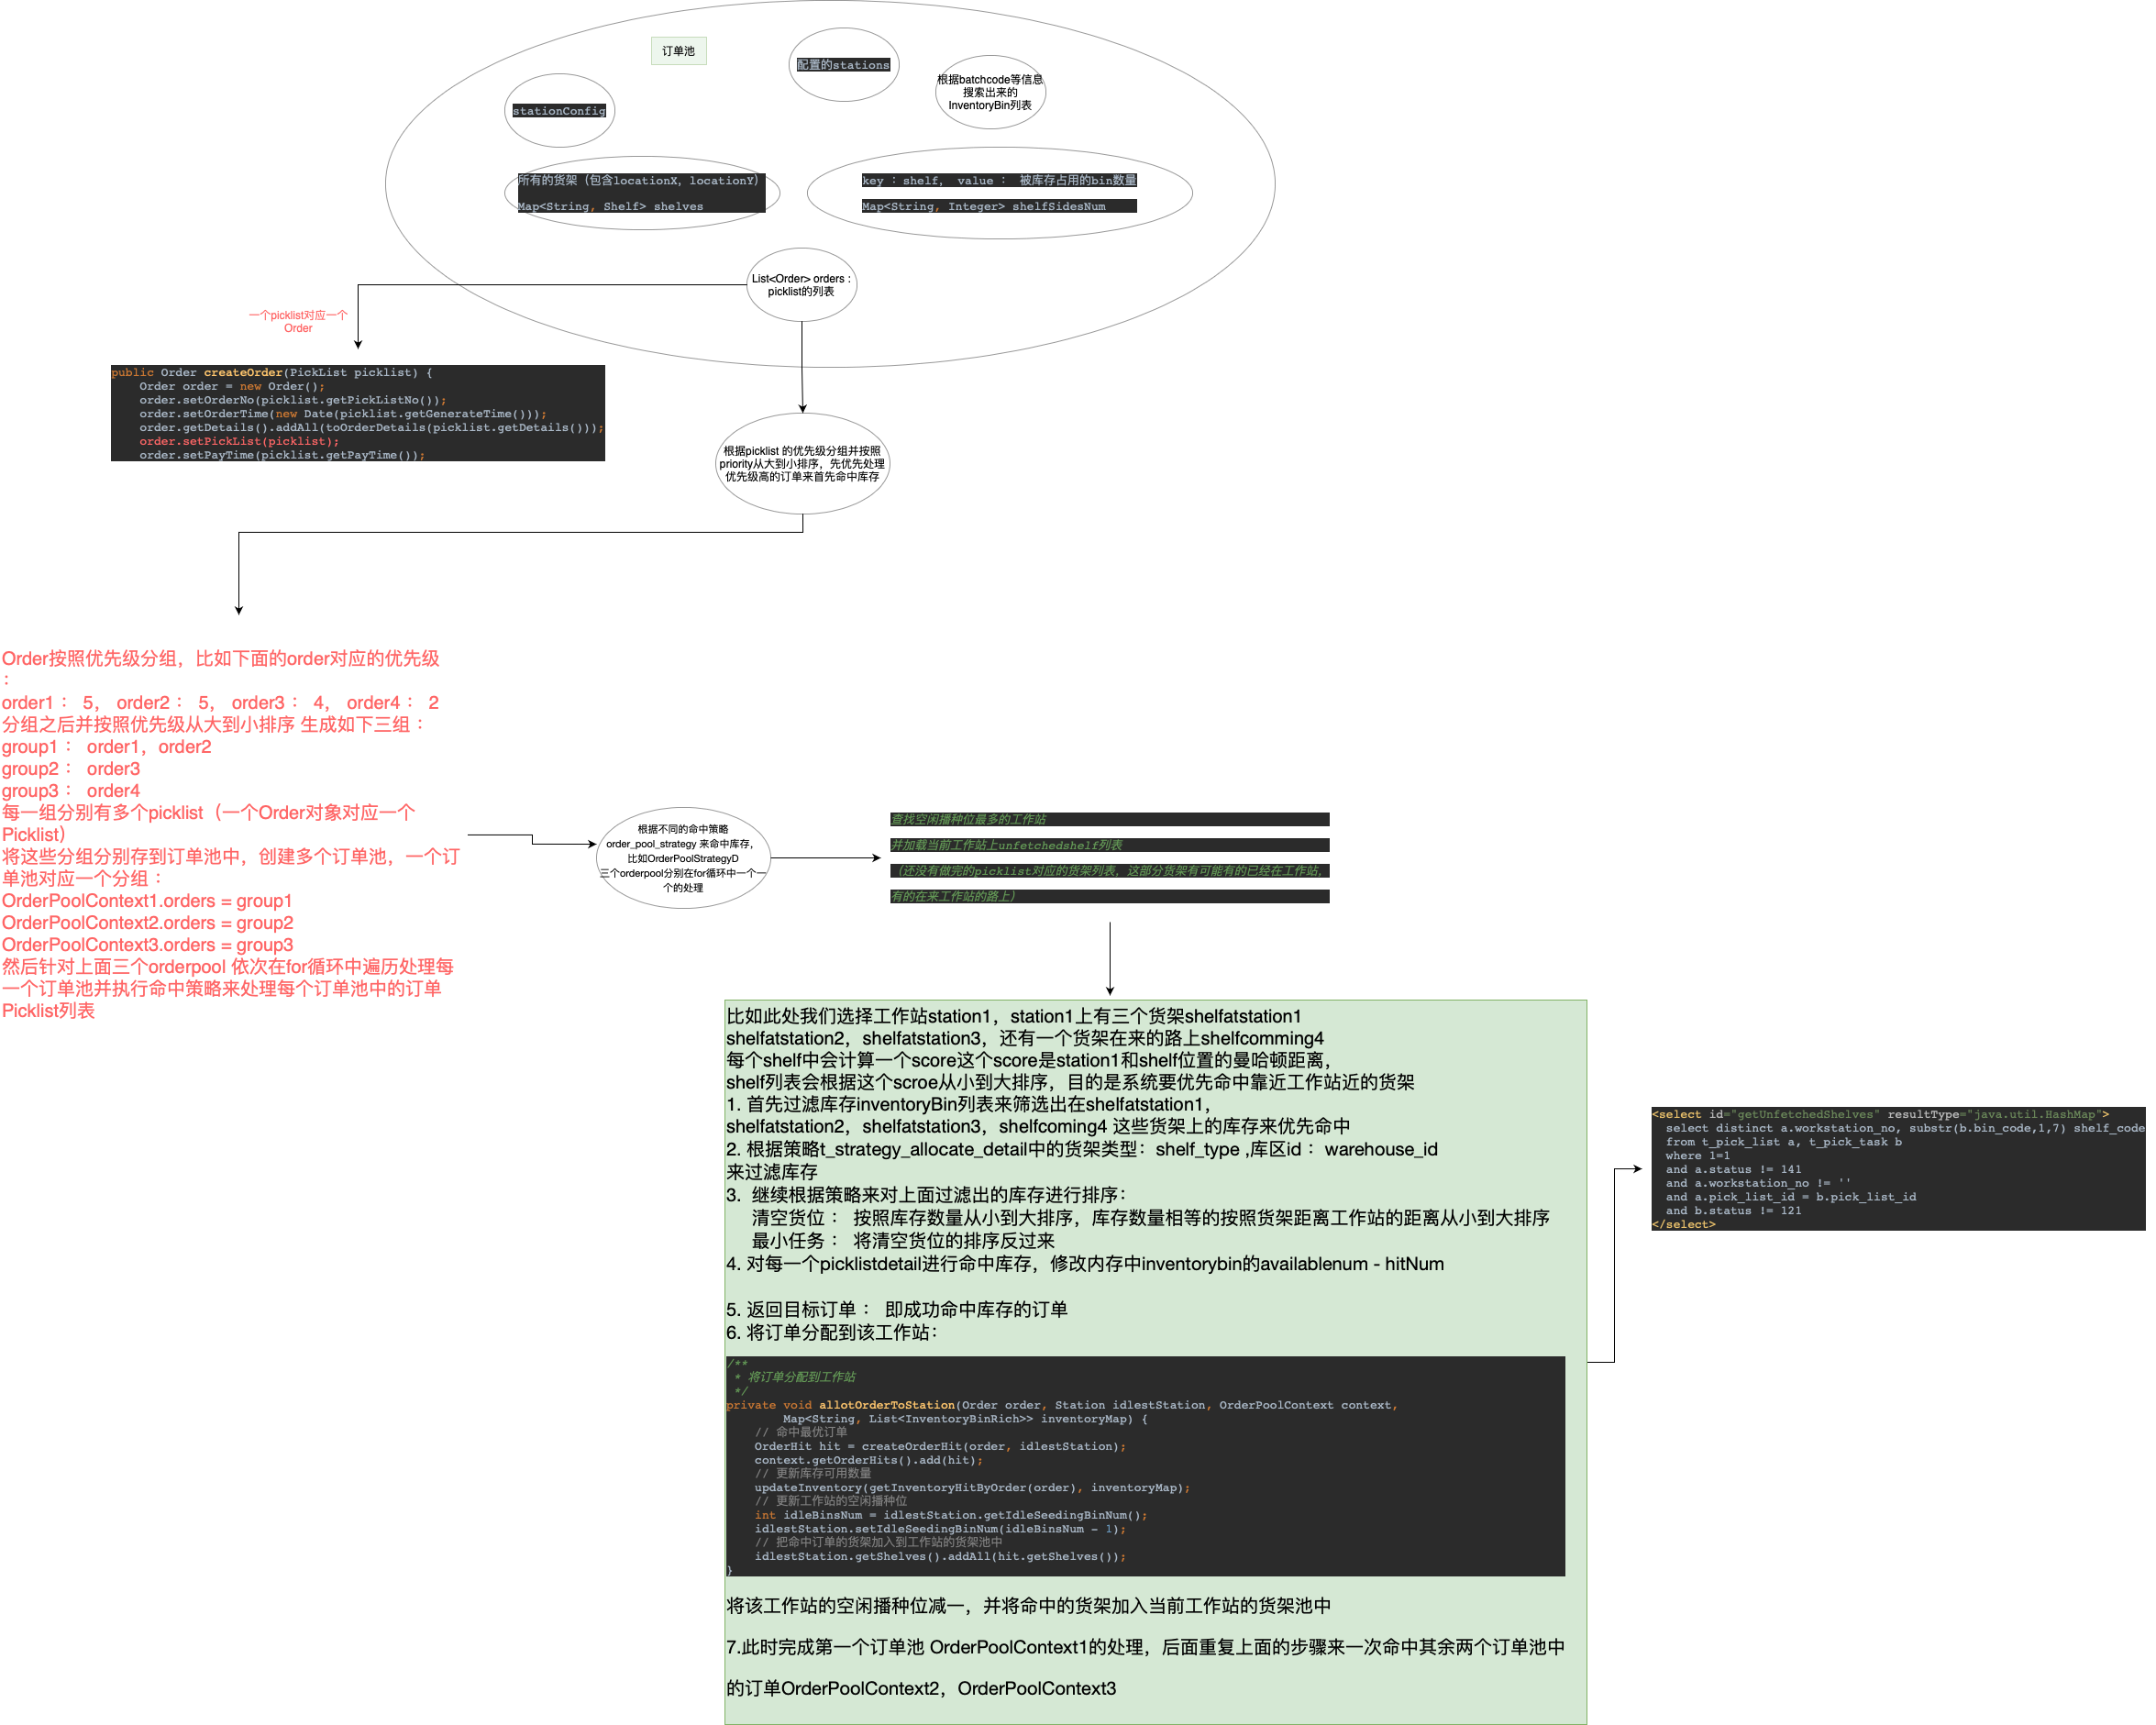 订单池
配置的stations
根据batchcode等信息
搜索出来的
InventoryBin列表
stationConfig
所有的货架（包含locationX，locationY）
Map<String, Shelf> shelves
key ：shelf， value ： 被库存占用的bin数量
Map<String, Integer> shelfSidesNum
List<Order> orders：
picklist的列表
一个picklist对应一个
Order
public Order createOrder(PickList picklist) {
    Order order = new Order();
    order.setOrderNo(picklist.getPickListNo());
    order.setOrderTime(new Date(picklist.getGenerateTime()));
    order.getDetails().addAll(toOrderDetails(picklist.getDetails()));
    order.setPickList(picklist);
    order.setPayTime(picklist.getPayTime());
根据picklist 的优先级分组并按照
priority从大到小排序，先优先处理
优先级高的订单来首先命中库存
Order按照优先级分组，比如下面的order对应的优先级
：
order1： 5， order2： 5， order3： 4， order4： 2
分组之后并按照优先级从大到小排序 生成如下三组：
group1： order1，order2
group2： order3
group3： order4
每一组分别有多个picklist（一个Order对象对应一个
Picklist）
将这些分组分别存到订单池中，创建多个订单池，一个订
单池对应一个分组：
OrderPoolContext1.orders = group1
OrderPoolContext2.orders = group2
OrderPoolContext3.orders = group3
然后针对上面三个orderpool 依次在for循环中遍历处理每
一个订单池并执行命中策略来处理每个订单池中的订单
Picklist列表
根据不同的命中策略
order_pool_strategy 来命中库存，
比如OrderPoolStrategyD
三个orderpool分别在for循环中一个一
个的处理
查找空闲播种位最多的工作站
并加载当前工作站上unfetchedshelf列表
（还没有做完的picklist对应的货架列表，这部分货架有可能有的已经在工作站，
有的在来工作站的路上）
比如此处我们选择工作站station1，station1上有三个货架shelfatstation1
shelfatstation2，shelfatstation3，还有一个货架在来的路上shelfcomming4
每个shelf中会计算一个score这个score是station1和shelf位置的曼哈顿距离，
shelf列表会根据这个scroe从小到大排序，目的是系统要优先命中靠近工作站近的货架
1. 首先过滤库存inventoryBin列表来筛选出在shelfatstation1，
shelfatstation2，shelfatstation3，shelfcoming4 这些货架上的库存来优先命中
2. 根据策略t_strategy_allocate_detail中的货架类型：shelf_type ,库区id ：warehouse_id
来过滤库存
3.  继续根据策略来对上面过滤出的库存进行排序：
清空货位 ： 按照库存数量从小到大排序，库存数量相等的按照货架距离工作站的距离从小到大排序
最小任务 ： 将清空货位的排序反过来
4. 对每一个picklistdetail进行命中库存，修改内存中inventorybin的availablenum - hitNum
5. 返回目标订单 ： 即成功命中库存的订单
6. 将订单分配到该工作站：
/**
 * 将订单分配到工作站
 */
private void allotOrderToStation(Order order, Station idlestStation, OrderPoolContext context,
        Map<String, List<InventoryBinRich>> inventoryMap) {
    // 命中最优订单
    OrderHit hit = createOrderHit(order, idlestStation);
    context.getOrderHits().add(hit);
    // 更新库存可用数量
    updateInventory(getInventoryHitByOrder(order), inventoryMap);
    // 更新工作站的空闲播种位
    int idleBinsNum = idlestStation.getIdleSeedingBinNum();
    idlestStation.setIdleSeedingBinNum(idleBinsNum - 1);
    // 把命中订单的货架加入到工作站的货架池中
    idlestStation.getShelves().addAll(hit.getShelves());
}
将该工作站的空闲播种位减一，并将命中的货架加入当前工作站的货架池中
7.此时完成第一个订单池 OrderPoolContext1的处理，后面重复上面的步骤来一次命中其余两个订单池中
的订单OrderPoolContext2，OrderPoolContext3
<select id="getUnfetchedShelves" resultType="java.util.HashMap">
  select distinct a.workstation_no, substr(b.bin_code,1,7) shelf_code
  from t_pick_list a, t_pick_task b
  where 1=1
  and a.status != 141
  and a.workstation_no != ''
  and a.pick_list_id = b.pick_list_id
  and b.status != 121
</select>